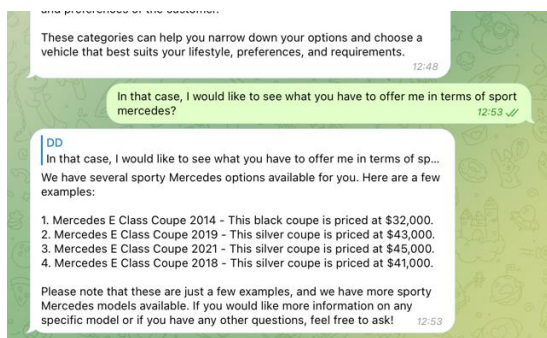 and preferences of the customer.
These categories can help you narrow down your options and choose a
vehicle that best suits your lifestyle, preferences, and requirements.
12:48
In that case, I would like to see what you have to offer me in terms of sport
mercedes?
12:53
DD
In that case, I would like to see what you have to offer me in terms of sp...
We have several sporty Mercedes options available for you. Here are a few
examples:
1. Mercedes E Class Coupe 2014 - This black coupe is priced at $32,000.
2. Mercedes E Class Coupe 2019 - This silver coupe is priced at $43,000.
3. Mercedes E Class Coupe 2021 - This silver coupe is priced at $45,000.
4. Mercedes E Class Coupe 2018 - This silver coupe is priced at $41,000.
Please note that these are just a few examples, and we have more sporty
Mercedes models available. If you would like more information on any
specific model or if you have any other questions, feel free to ask!
12:53